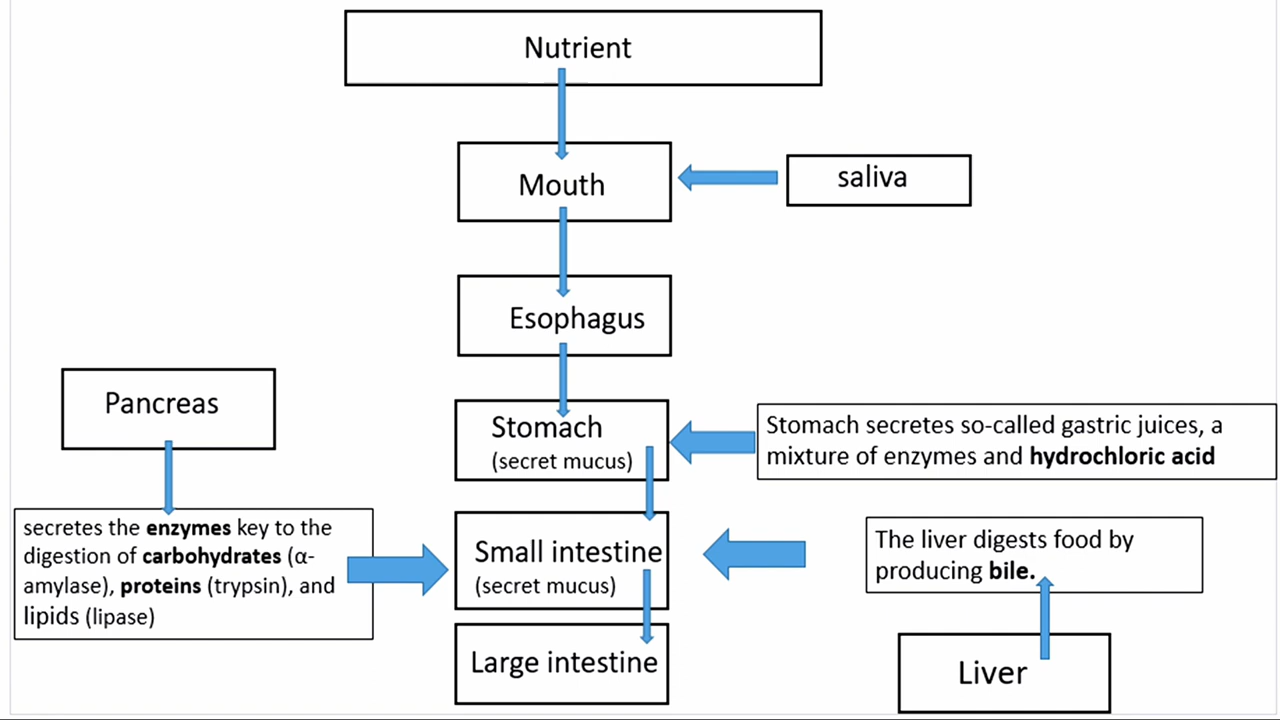 Nutrient
Mouth
saliva
Esophagus
Pancreas
Stomach
(secret mucus)
Stomach secretes so-called gastric juices, a
mixture of enzymes and hydrochloric acid
secretes the enzymes key to the
digestion of carbohydrates (α-
amylase), proteins (trypsin), and
lipids (lipase)
Small intestine
(secret mucus)
The liver digests food by
producing bile.
Large intestine
Liver